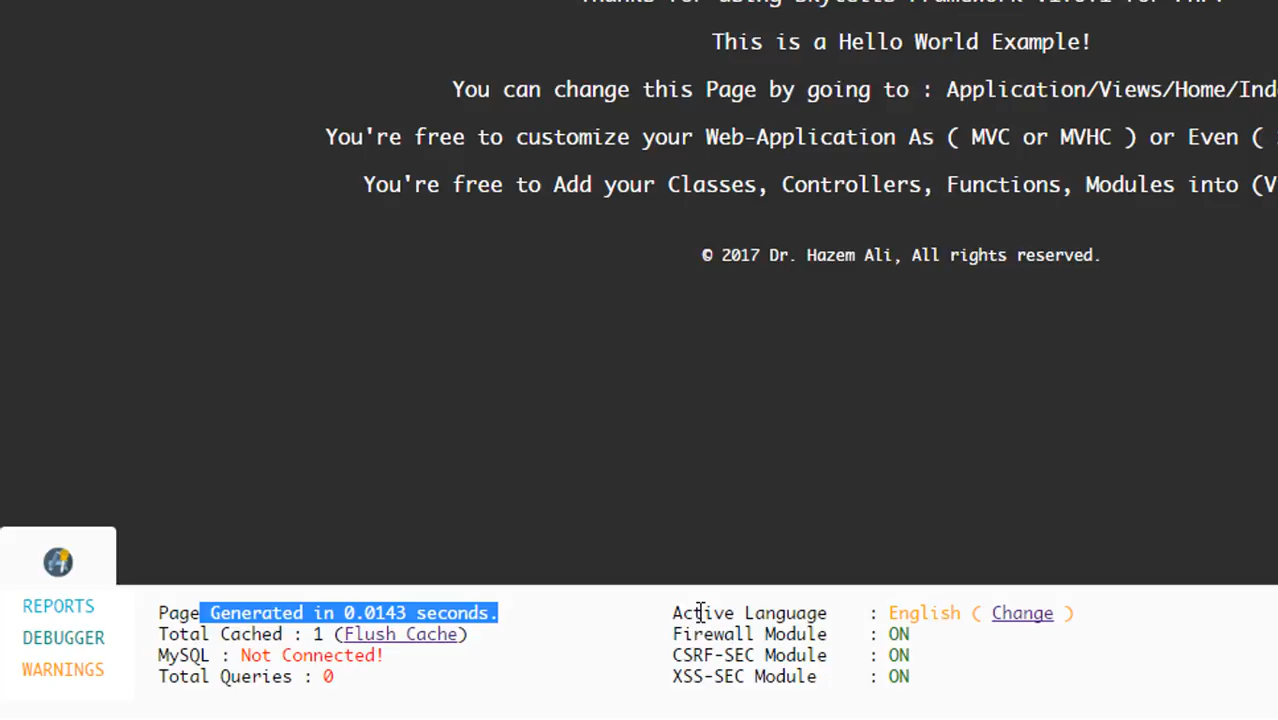 This is a Hello World Example!
You can change this Page by going to : Application/Views/Home/
You're free to customize your Web-Application As ( MVC or MVHC ) or Even (
You're free to Add your Classes, Controllers, Functions, Modules into (V
© 2017 Dr. Hazem Ali, All rights reserved.
REPORTS
DEBUGGER
WARNINGS
Page Generated in 0.0143 seconds.
Total Cached : 1 (Flush Cache)
MySQL : Not Connected!
Total Queries : 0
Active Language : English ( Change )
Firewall Module : ON
CSRF-SEC Module : ON
XSS-SEC Module : ON